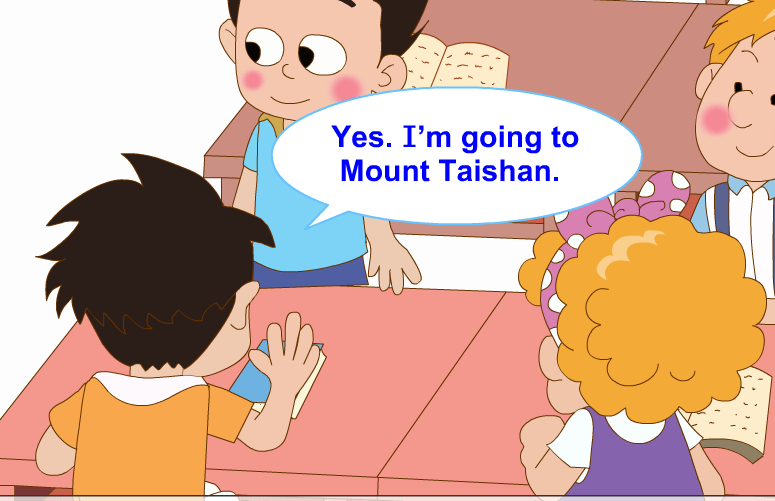 Yes. I'm going to
Mount Taishan.